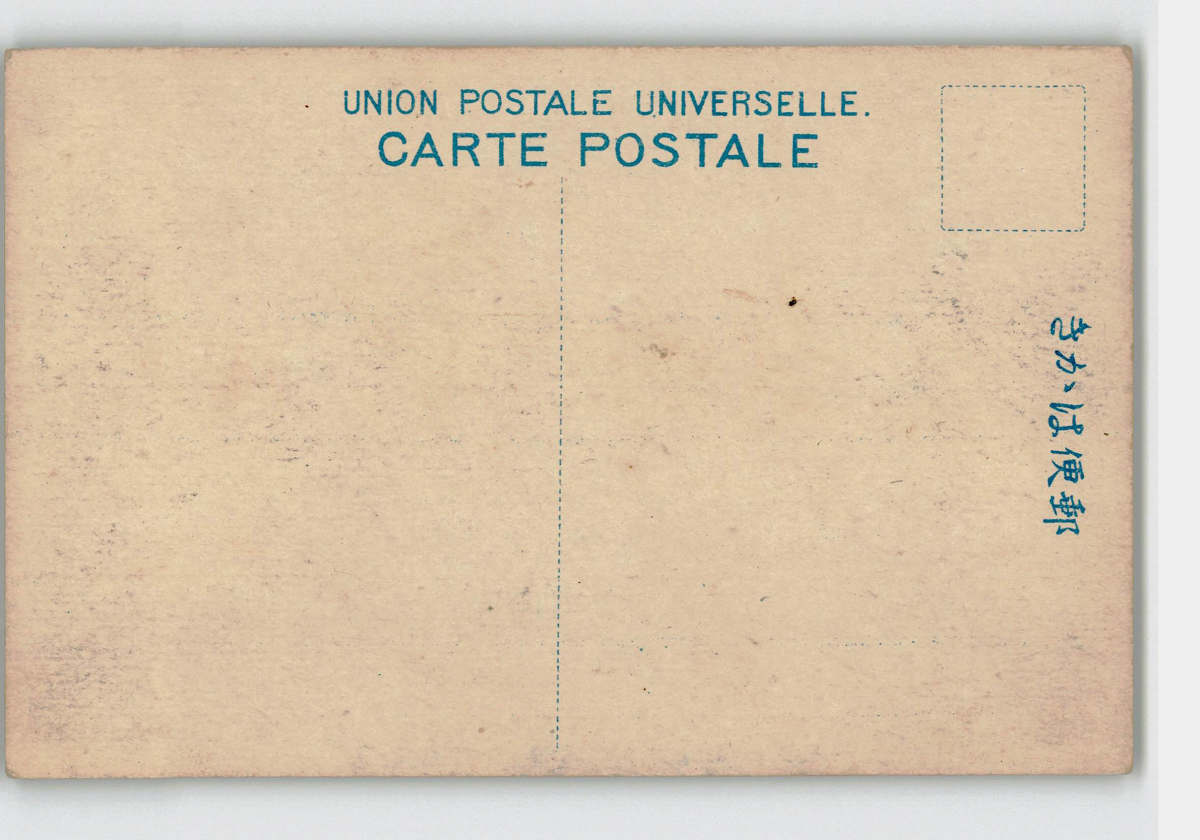 UNION POSTALE UNIVERSELLE.
CARTE POSTALE
郵便はがき